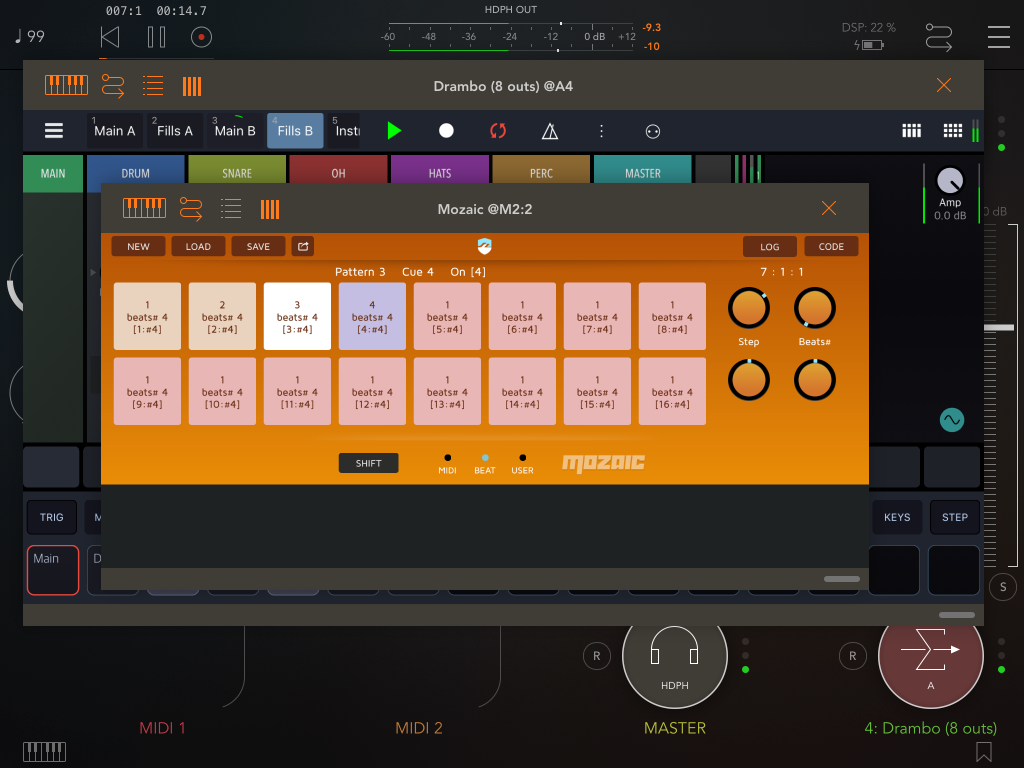 007:1 00:14.7
HDPH OUT
♩99
-60 -48 -36 -24 -12 0 dB +12
-9.3
-10
DSP: 22 %
Drambo (8 outs) @A4
1 Main A
2 Fills A
3 Main B
4 Fills B
5
MAIN DRUM SNARE OH HATS PERC MASTER
Amp
0.0 dB
0 dB
Mozaic @M2:2
NEW LOAD SAVE LOG CODE
Pattern 3 Cue 4 On [4]
7 : 1 : 1
1 2 3 4 1 1 1 1
beats# 4 beats# 4 beats# 4 beats# 4 beats# 4 beats# 4 beats# 4 beats# 4
[1:#4] [2:#4] [3:#4] [4:#4] [5:#4] [6:#4] [7:#4] [8:#4]
Step Beats#
1 1 1 1 1 1 1 1
beats# 4 beats# 4 beats# 4 beats# 4 beats# 4 beats# 4 beats# 4 beats# 4
[9:#4] [10:#4] [11:#4] [12:#4] [13:#4] [14:#4] [15:#4] [16:#4]
SHIFT
MIDI BEAT USER
mozaic
TRIG KEYS STEP
Main
S
R
HDPH
R
A
MIDI 1 MIDI 2 MASTER 4: Drambo (8 outs)